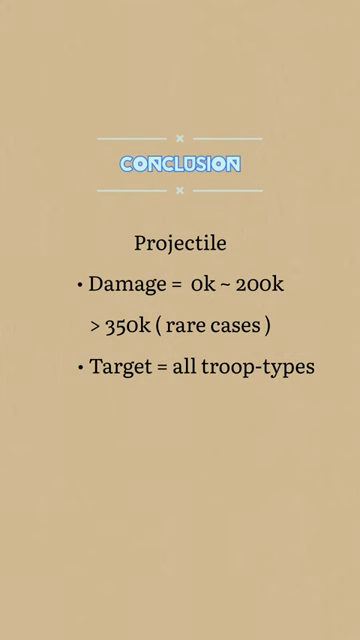 CONCLUSION
Projectile
• Damage = 0k ~ 200k
> 350k ( rare cases )
• Target = all troop-types